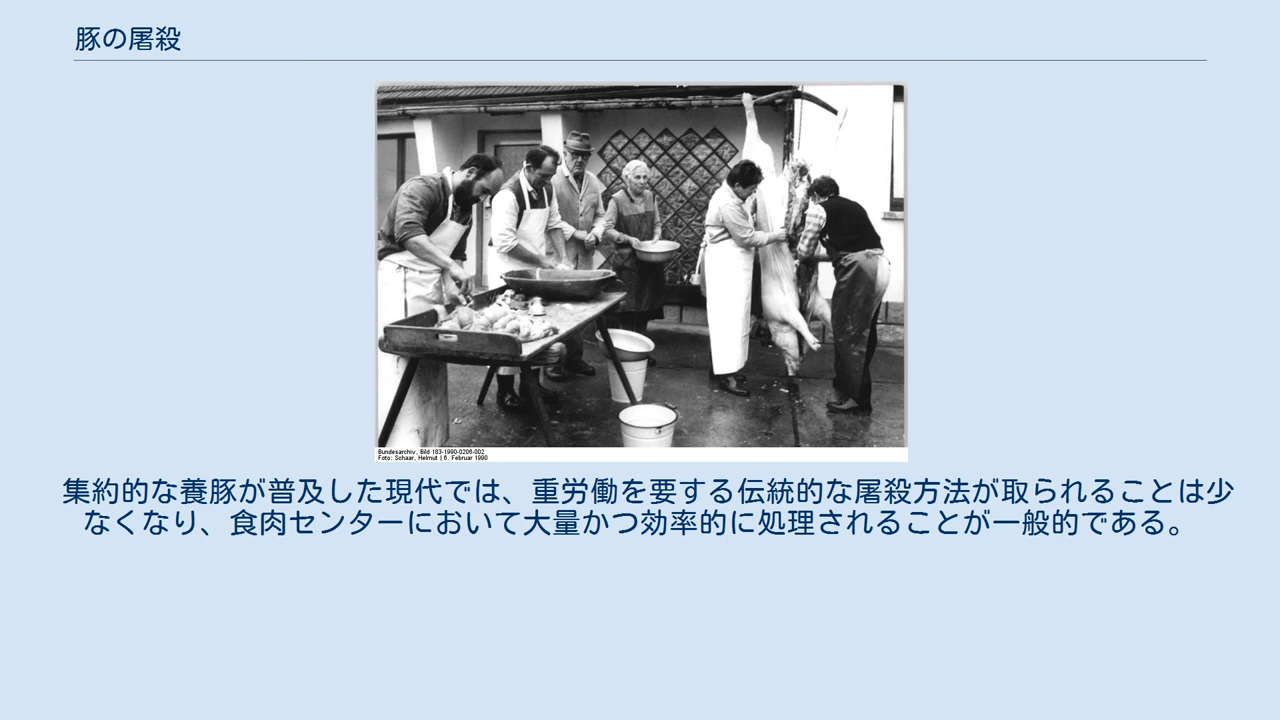 豚の屠殺
Bundesarchiv, Bild 183-1990-0206-002
Foto: Schaar, Helmut | 6. Februar 1990
集約的な養豚が普及した現代では、重労働を要する伝統的な屠殺方法が取られることは少
なくなり、食肉センターにおいて大量かつ効率的に処理されることが一般的である。